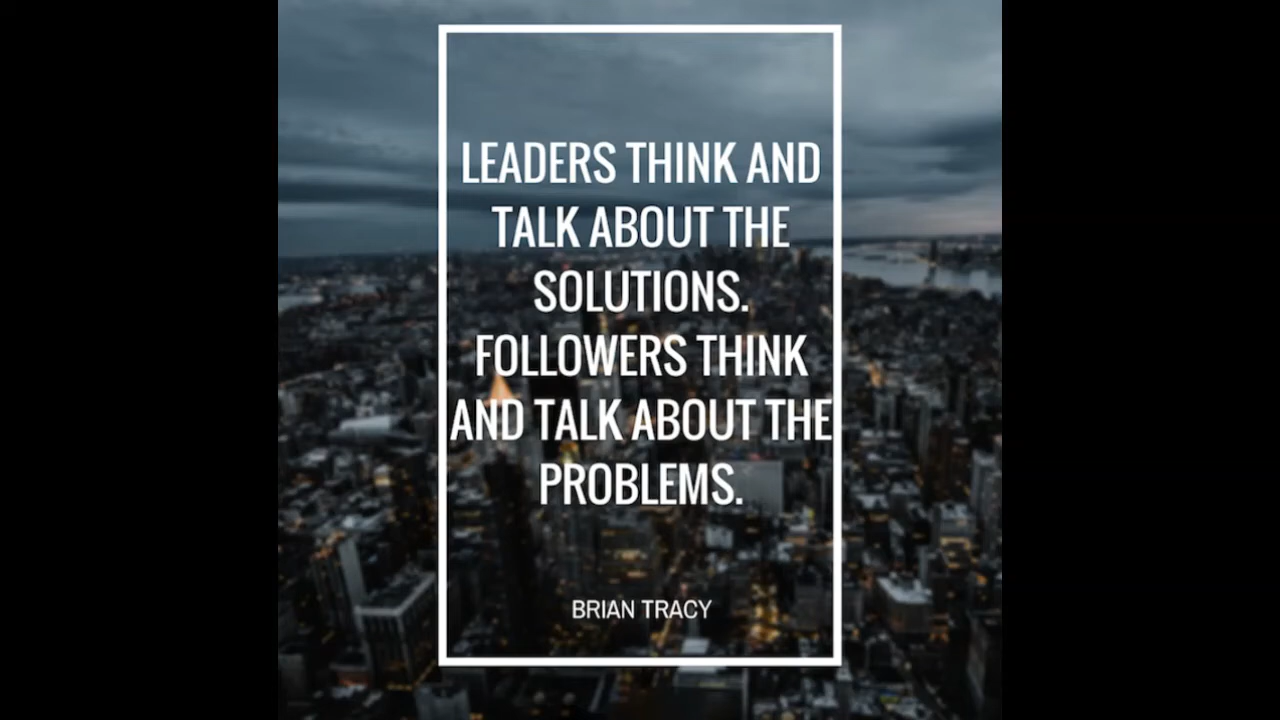 LEADERS THINK AND
TALK ABOUT THE
SOLUTIONS.
FOLLOWERS THINK
AND TALK ABOUT THE
PROBLEMS.
BRIAN TRACY